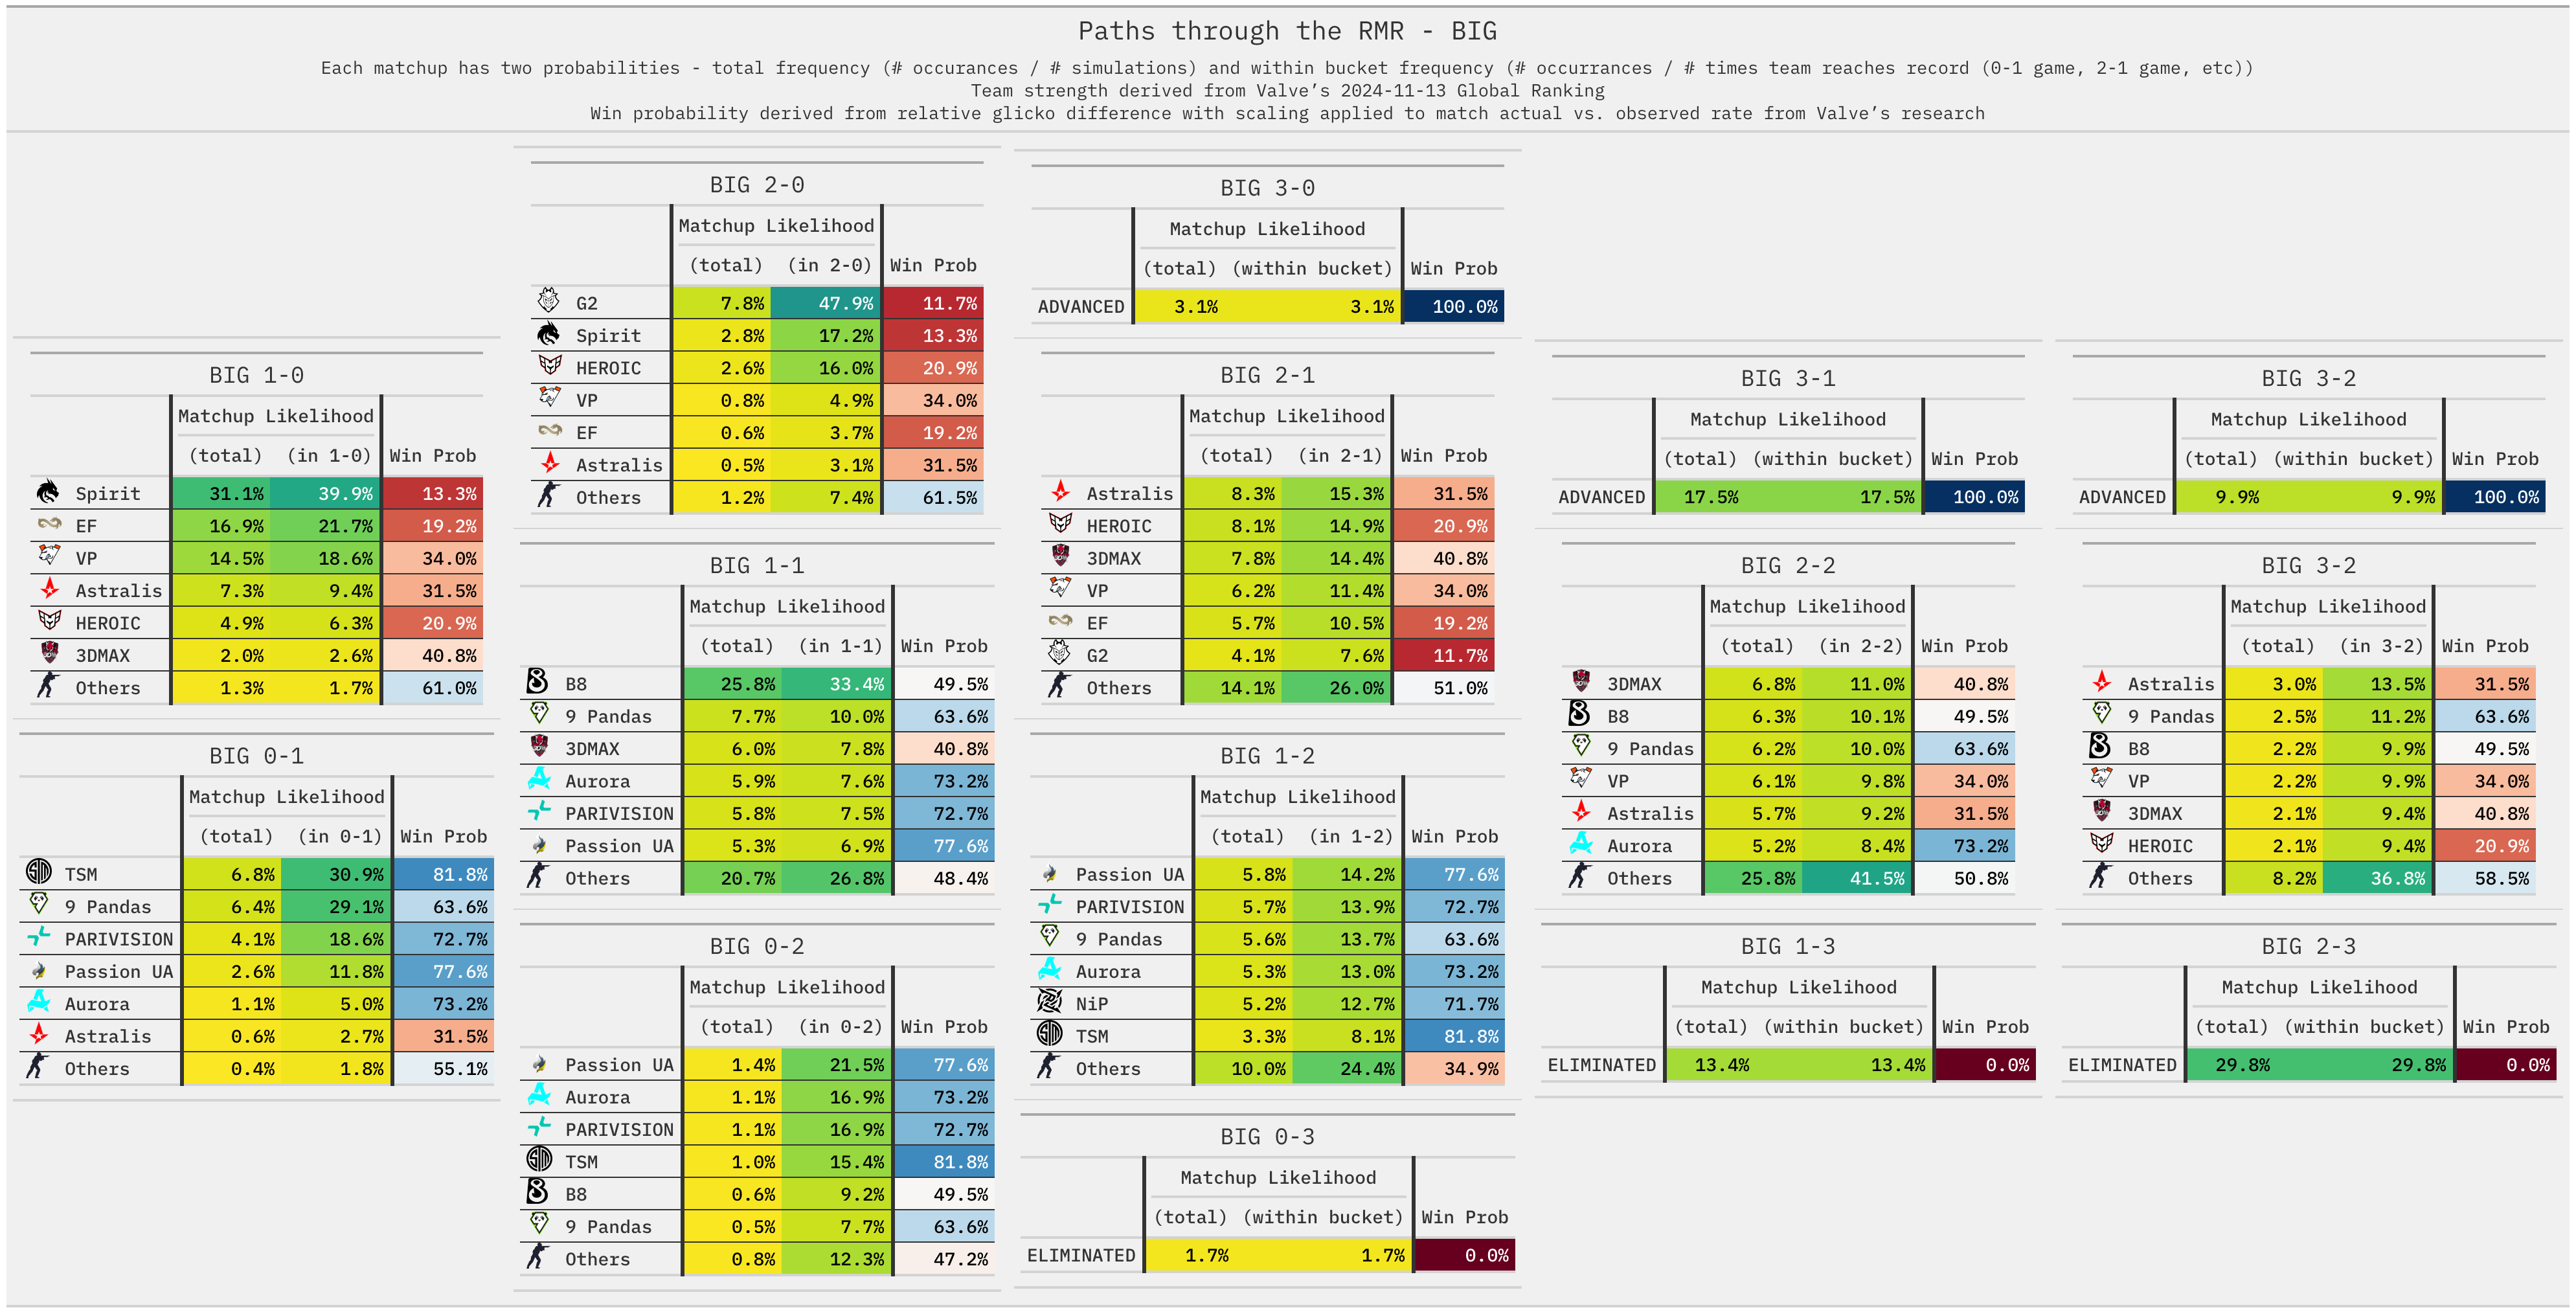 Paths through the RMR - BIG
Each matchup has two probabilities - total frequency (# occurances / # simulations) and within bucket frequency (# occurrances / # times team reaches record (0-1 game, 2-1 game, etc))
Team strength derived from Valve's 2024-11-13 Global Ranking
Win probability derived from relative glicko difference with scaling applied to match actual vs. observed rate from Valve's research
BIG 1-0
Matchup Likelihood
(total) (in 1-0) Win Prob
Spirit 31.1% 39.9% 13.3%
EF 16.9% 21.7% 19.2%
VP 14.5% 18.6% 34.0%
Astralis 7.3% 9.4% 31.5%
HEROIC 4.9% 6.3% 20.9%
3DMAX 2.0% 2.6% 40.8%
Others 1.3% 1.7% 61.0%
BIG 0-1
Matchup Likelihood
(total) (in 0-1) Win Prob
TSM 6.8% 30.9% 81.8%
9 Pandas 6.4% 29.1% 63.6%
PARIVISION 4.1% 18.6% 72.7%
Passion UA 2.6% 11.8% 77.6%
Aurora 1.1% 5.0% 73.2%
Astralis 0.6% 2.7% 31.5%
Others 0.4% 1.8% 55.1%
BIG 2-0
Matchup Likelihood
(total) (in 2-0) Win Prob
G2 7.8% 47.9% 11.7%
Spirit 2.8% 17.2% 13.3%
HEROIC 2.6% 16.0% 20.9%
VP 0.8% 4.9% 34.0%
EF 0.6% 3.7% 19.2%
Astralis 0.5% 3.1% 31.5%
Others 1.2% 7.4% 61.5%
BIG 1-1
Matchup Likelihood
(total) (in 1-1) Win Prob
B8 25.8% 33.4% 49.5%
9 Pandas 7.7% 10.0% 63.6%
3DMAX 6.0% 7.8% 40.8%
Aurora 5.9% 7.6% 73.2%
PARIVISION 5.8% 7.5% 72.7%
Passion UA 5.3% 6.9% 77.6%
Others 20.7% 26.8% 48.4%
BIG 0-2
Matchup Likelihood
(total) (in 0-2) Win Prob
Passion UA 1.4% 21.5% 77.6%
Aurora 1.1% 16.9% 73.2%
PARIVISION 1.1% 16.9% 72.7%
TSM 1.0% 15.4% 81.8%
B8 0.6% 9.2% 49.5%
9 Pandas 0.5% 7.7% 63.6%
Others 0.8% 12.3% 47.2%
BIG 3-0
Matchup Likelihood
(total) (within bucket) Win Prob
ADVANCED 3.1% 3.1% 100.0%
BIG 2-1
Matchup Likelihood
(total) (in 2-1) Win Prob
Astralis 8.3% 15.3% 31.5%
HEROIC 8.1% 14.9% 20.9%
3DMAX 7.8% 14.4% 40.8%
VP 6.2% 11.4% 34.0%
EF 5.7% 10.5% 19.2%
G2 4.1% 7.6% 11.7%
Others 14.1% 26.0% 51.0%
BIG 1-2
Matchup Likelihood
(total) (in 1-2) Win Prob
Passion UA 5.8% 14.2% 77.6%
PARIVISION 5.7% 13.9% 72.7%
9 Pandas 5.6% 13.7% 63.6%
Aurora 5.3% 13.0% 73.2%
NiP 5.2% 12.7% 71.7%
TSM 3.3% 8.1% 81.8%
Others 10.0% 24.4% 34.9%
BIG 0-3
Matchup Likelihood
(total) (within bucket) Win Prob
ELIMINATED 1.7% 1.7% 0.0%
BIG 3-1
Matchup Likelihood
(total) (within bucket) Win Prob
ADVANCED 17.5% 17.5% 100.0%
BIG 2-2
Matchup Likelihood
(total) (in 2-2) Win Prob
3DMAX 6.8% 11.0% 40.8%
B8 6.3% 10.1% 49.5%
9 Pandas 6.2% 10.0% 63.6%
VP 6.1% 9.8% 34.0%
Astralis 5.7% 9.2% 31.5%
Aurora 5.2% 8.4% 73.2%
Others 25.8% 41.5% 50.8%
BIG 1-3
Matchup Likelihood
(total) (within bucket) Win Prob
ELIMINATED 13.4% 13.4% 0.0%
BIG 3-2
Matchup Likelihood
(total) (within bucket) Win Prob
ADVANCED 9.9% 9.9% 100.0%
BIG 3-2
Matchup Likelihood
(total) (in 3-2) Win Prob
Astralis 3.0% 13.5% 31.5%
9 Pandas 2.5% 11.2% 63.6%
B8 2.2% 9.9% 49.5%
VP 2.2% 9.9% 34.0%
3DMAX 2.1% 9.4% 40.8%
HEROIC 2.1% 9.4% 20.9%
Others 8.2% 36.8% 58.5%
BIG 2-3
Matchup Likelihood
(total) (within bucket) Win Prob
ELIMINATED 29.8% 29.8% 0.0%